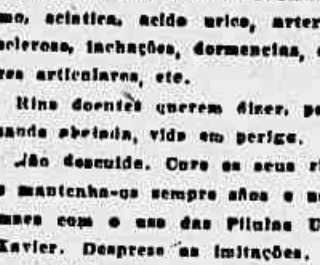 mo, sciatica, acido urico, arter
sclerose, inchações, dormencias,
res articulares, etc.
Rins doentes querem dizer, pe
saude abalada, vida em perigo.
Não descuide. Cure os seus r
e mantenha-os sempre sãos e
com o uso das Pilulas U
Xavier. Despreze as imitações.